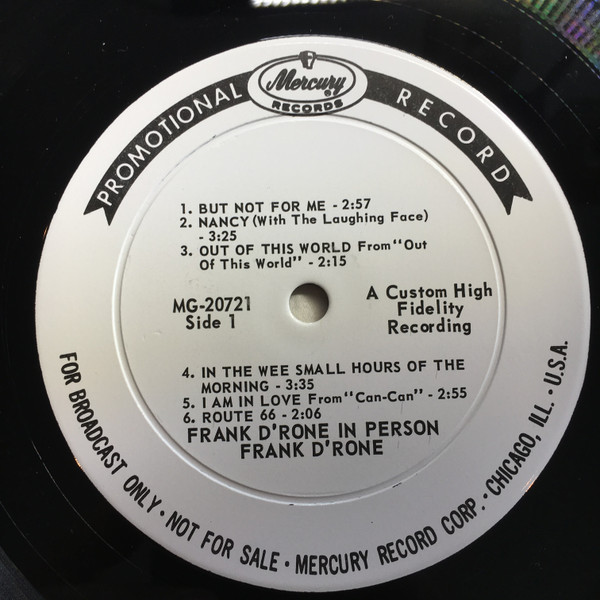 PROMOTIONAL RECORD
Mercury
RECORDS
1. BUT NOT FOR ME - 2:57
2. NANCY (With The Laughing Face)
- 3:25
3. OUT OF THIS WORLD From "Out
Of This World" - 2:15
MG-20721
Side 1
A Custom High
Fidelity
Recording
4. IN THE WEE SMALL HOURS OF THE
MORNING - 3:35
5. I AM IN LOVE From "Can-Can" - 2:55
6. ROUTE 66 - 2:06
FRANK D'RONE IN PERSON
FRANK D'RONE
FOR BROADCAST ONLY · NOT FOR SALE · MERCURY RECORD CORP. · CHICAGO, ILL. · U.S.A.